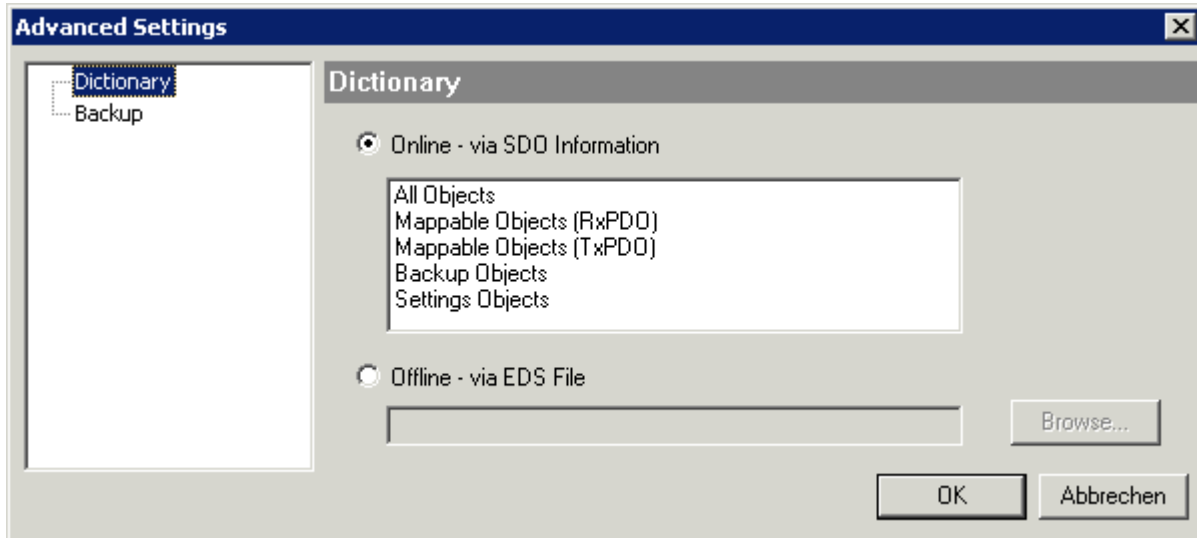 Advanced Settings
Dictionary
Backup
Dictionary
Online - via SDO Information
All Objects
Mappable Objects (RxPDO)
Mappable Objects (TxPDO)
Backup Objects
Settings Objects
Offline - via EDS File
Browse...
OK
Abbrechen